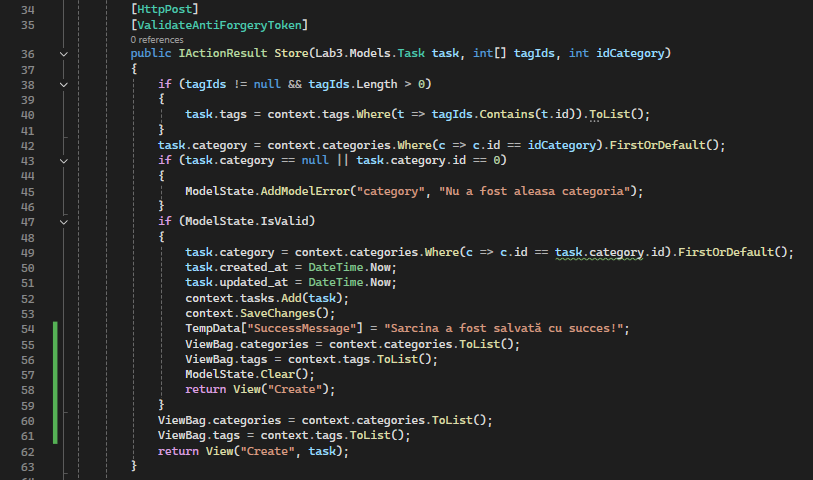 34 [HttpPost]
35 [ValidateAntiForgeryToken]
0 references
36 public IActionResult Store(Lab3.Models.Task task, int[] tagIds, int idCategory)
37 {
38 if (tagIds != null && tagIds.Length > 0)
39 {
40 task.tags = context.tags.Where(t => tagIds.Contains(t.id)).ToList();
41 }
42 task.category = context.categories.Where(c => c.id == idCategory).FirstOrDefault();
43 if (task.category == null || task.category.id == 0)
44 {
45 ModelState.AddModelError("category", "Nu a fost aleasa categoria");
46 }
47 if (ModelState.IsValid)
48 {
49 task.category = context.categories.Where(c => c.id == task.category.id).FirstOrDefault();
50 task.created_at = DateTime.Now;
51 task.updated_at = DateTime.Now;
52 context.tasks.Add(task);
53 context.SaveChanges();
54 TempData["SuccessMessage"] = "Sarcina a fost salvată cu succes!";
55 ViewBag.categories = context.categories.ToList();
56 ViewBag.tags = context.tags.ToList();
57 ModelState.Clear();
58 return View("Create");
59 }
60 ViewBag.categories = context.categories.ToList();
61 ViewBag.tags = context.tags.ToList();
62 return View("Create", task);
63 }